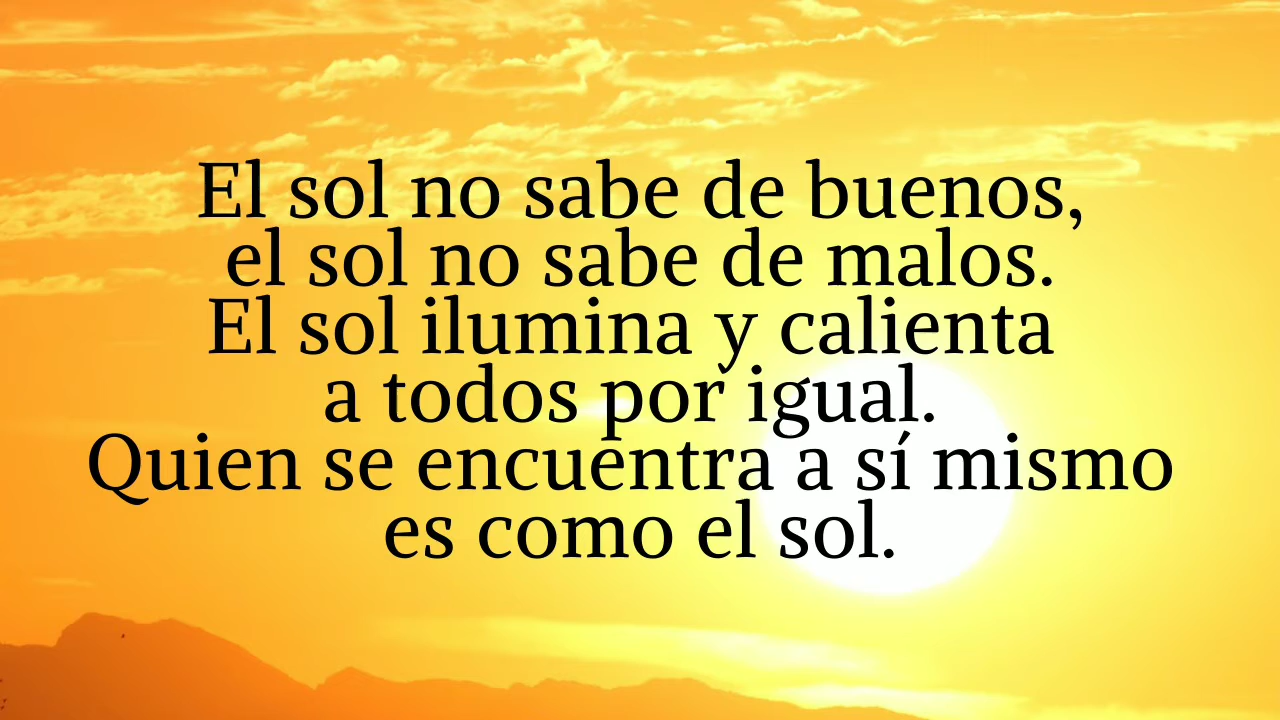 El sol no sabe de buenos,
el sol no sabe de malos.
El sol ilumina y calienta
a todos por igual.
Quien se encuentra a sí mismo
es como el sol.